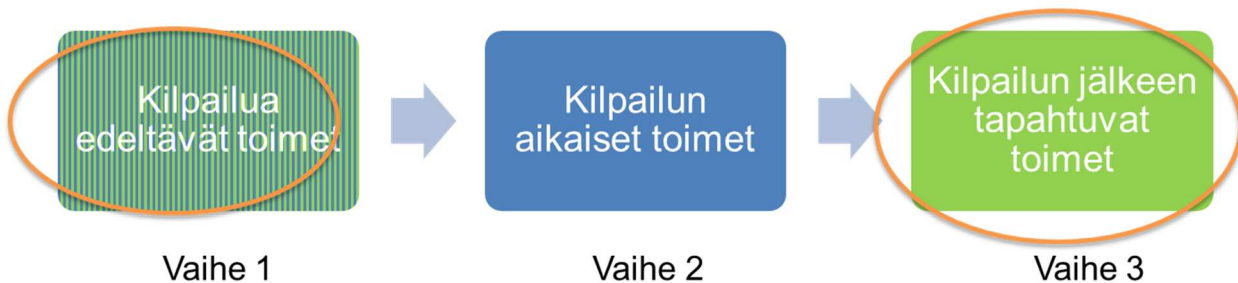 Kilpailua
edeltävät toimet
Kilpailun
aikaiset toimet
Kilpailun jälkeen
tapahtuvat
toimet
Vaihe 1
Vaihe 2
Vaihe 3